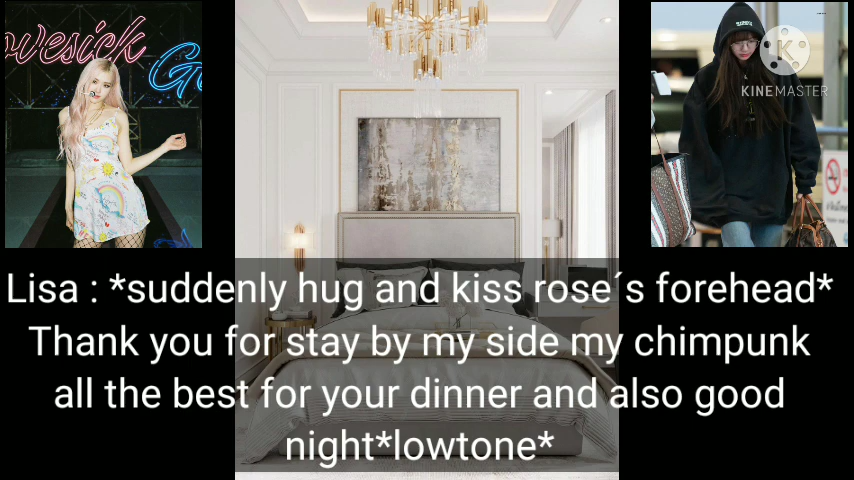 ovesick
G
KINEMASTER
Lisa : *suddenly hug and kiss rose´s forehead*
Thank you for stay by my side my chimpunk
all the best for your dinner and also good
night*lowtone*